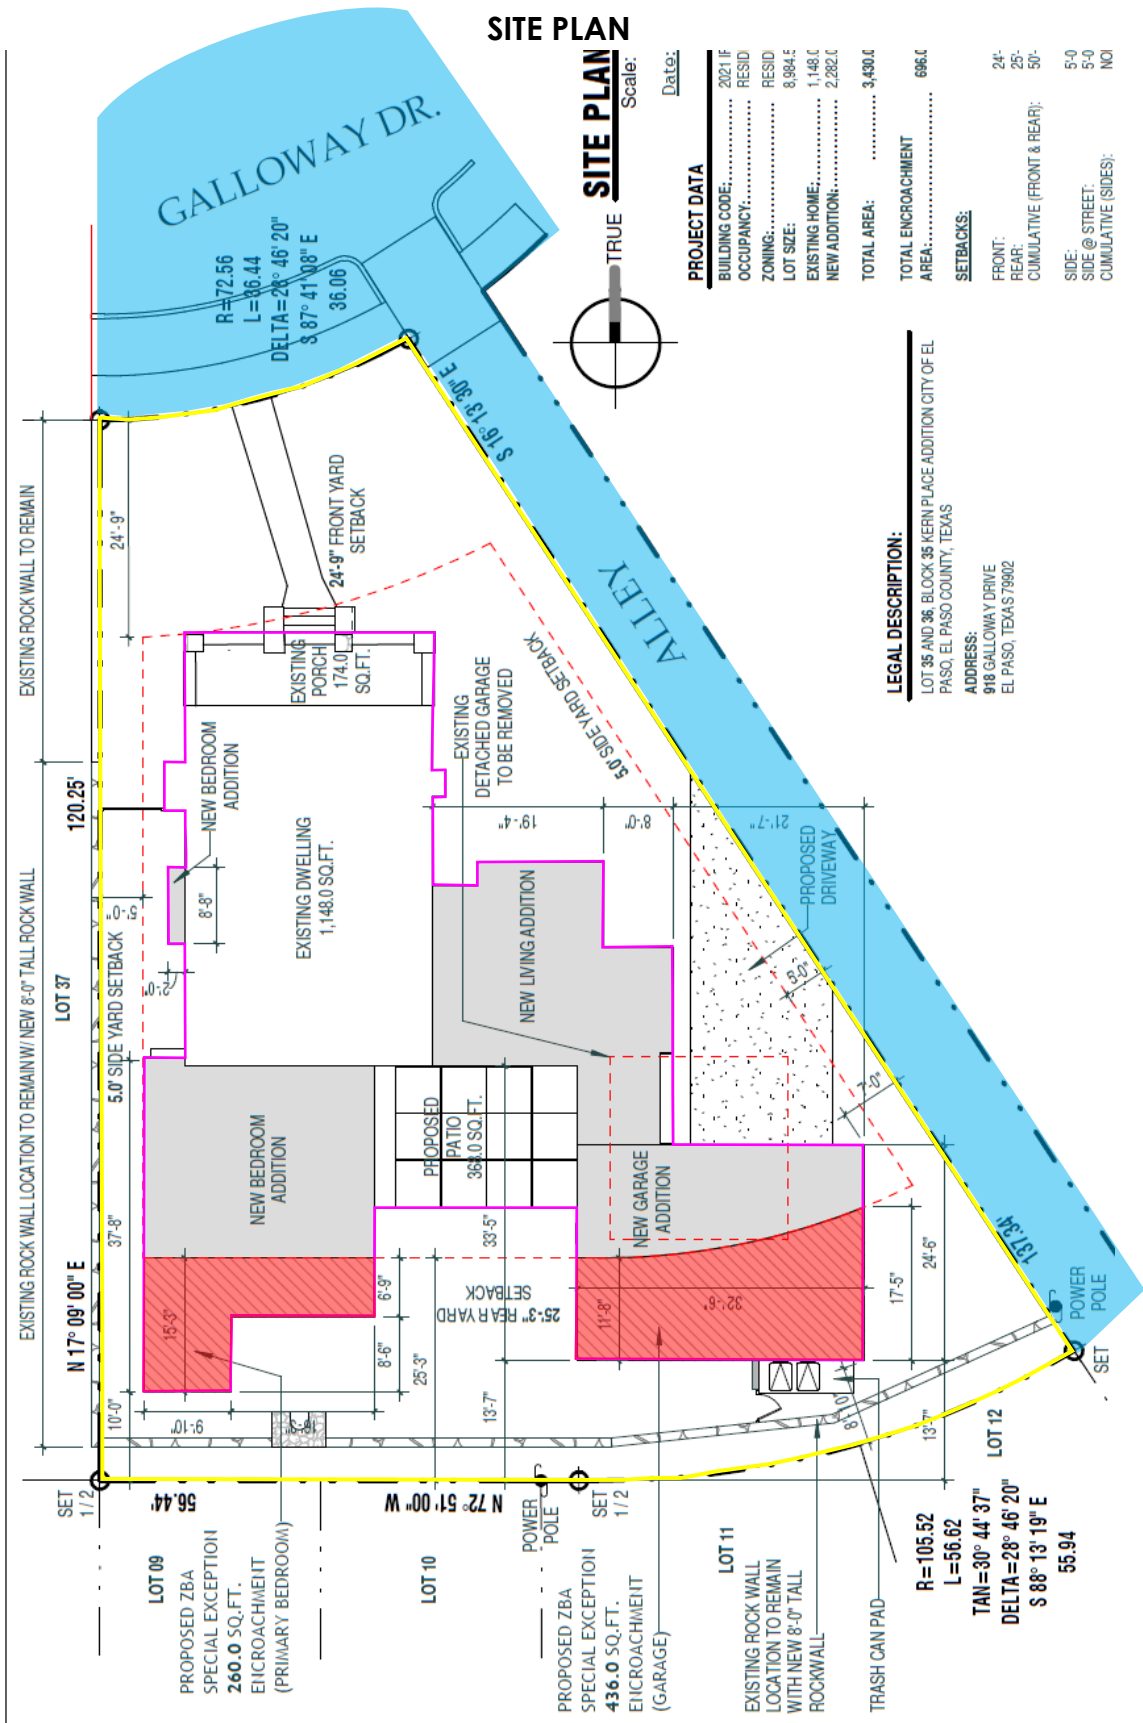 SITE PLAN
SITE PLAN
Scale:
Date:
TRUE
PROJECT DATA
BUILDING CODE: 2021
OCCUPANCY:
ZONING:
LOT SIZE:
EXISTING HOME:
NEW ADDITION:
TOTAL AREA:
TOTAL ENCROACHMENT
AREA:
SETBACKS:
FRONT: 24'-
REAR: 25'-
CUMULATIVE (FRONT & REAR): 50'-
SIDE: 5'-0
SIDE @ STREET: 5'-0
CUMULATIVE (SIDES):
LEGAL DESCRIPTION:
LOT 35 AND 36, BLOCK 35 KERN PLACE ADDITION CITY OF EL
PASO, EL PASO COUNTY, TEXAS
ADDRESS:
918 GALLOWAY DRIVE
EL PASO, TEXAS 79902
GALLOWAY DR.
R=72.56
L=36.44
DELTA=28° 46' 20"
S 87° 41' 08" E
36.06
S 16° 13' 30" E
ALLEY
137.34'
EXISTING ROCK WALL TO REMAIN
24'-9"
24'-9" FRONT YARD
SETBACK
EXISTING
PORCH
174.0
SQ.FT.
EXISTING
DETACHED GARAGE
TO BE REMOVED
5.0' SIDE YARD SETBACK
NEW BEDROOM
ADDITION
120.25'
EXISTING ROCK WALL LOCATION TO REMAIN W/ NEW 8'-0" TALL ROCK WALL
LOT 37
5.0' SIDE YARD SETBACK
5'-0"
8'-8"
2'-0"
EXISTING DWELLING
1,148.0 SQ.FT.
19'-4"
8'-0"
21'-7"
NEW LIVING ADDITION
PROPOSED
DRIVEWAY
5'-0"
7'-0"
N 17° 09' 00" E
37'-8"
NEW BEDROOM
ADDITION
PROPOSED
PATIO
363.0 SQ.FT.
NEW GARAGE
ADDITION
33'-5"
25'-3" REAR YARD
SETBACK
15'-3"
6'-9"
8'-6"
25'-3"
11'-8"
32'-6"
17'-5"
24'-6"
10'-0"
9'-10"
13'-7"
8'-10"
POWER
POLE
SET
LOT 12
SET
1/2
56.44'
N 72° 51' 00" W
POWER
POLE
SET
1/2
LOT 09
LOT 10
LOT 11
PROPOSED ZBA
SPECIAL EXCEPTION
260.0 SQ.FT.
ENCROACHMENT
(PRIMARY BEDROOM)
PROPOSED ZBA
SPECIAL EXCEPTION
436.0 SQ.FT.
ENCROACHMENT
(GARAGE)
EXISTING ROCK WALL
LOCATION TO REMAIN
WITH NEW 8'-0" TALL
ROCKWALL
TRASH CAN PAD
R=105.52
L=56.62
TAN=30° 44' 37"
DELTA=28° 46' 20"
S 88° 13' 19" E
55.94